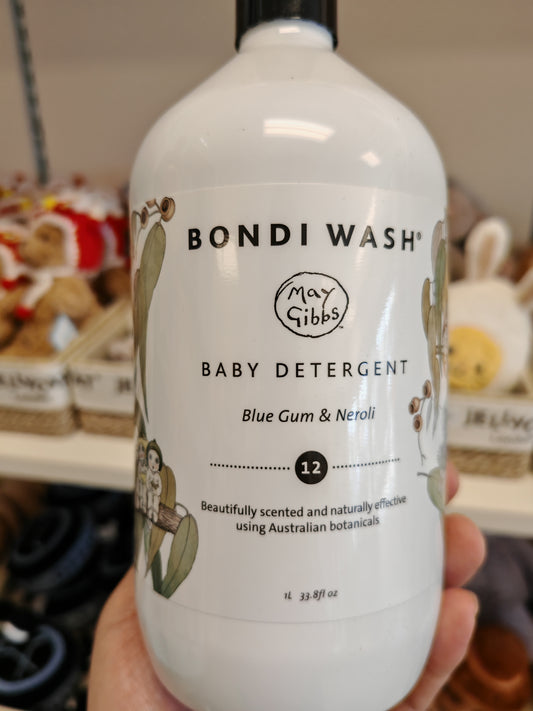 BONDI WASH®
May
Gibbs™
BABY DETERGENT
Blue Gum & Neroli
12
Beautifully scented and naturally effective
using Australian botanicals
1L 33.8fl oz